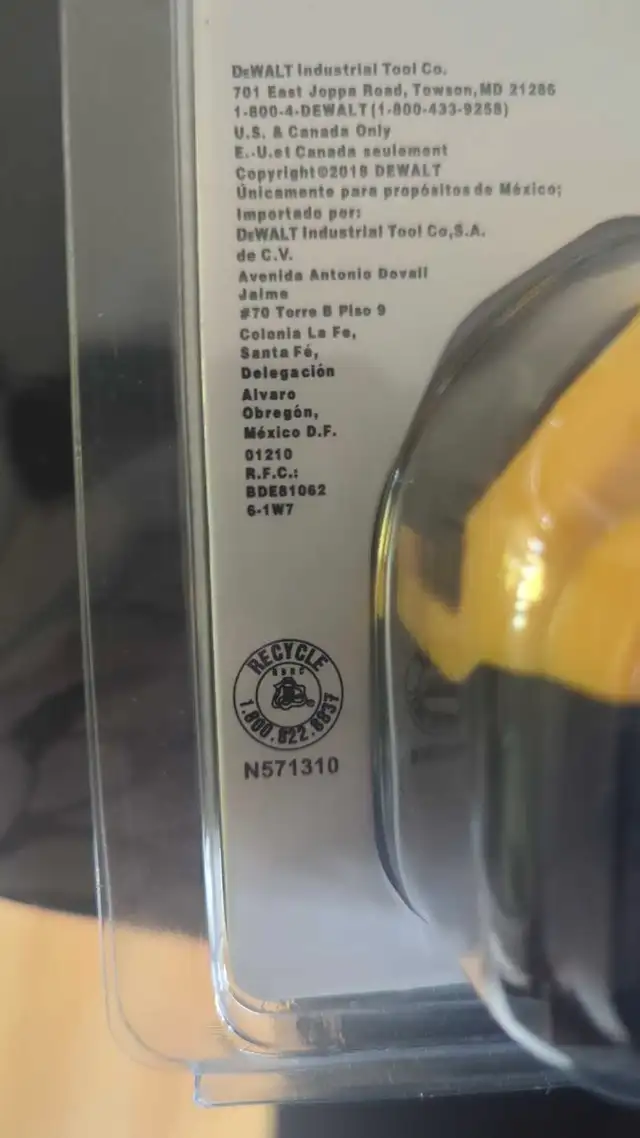 DeWALT Industrial Tool Co.
701 East Joppa Road, Towson,MD 21286
1-800-4-DEWALT(1-800-433-9258)
U.S. & Canada Only
E.-U.et Canada seulement
Copyright©2018 DEWALT
Únicamente para propósitos de México;
Importado por:
DeWALT Industrial Tool Co,S.A.
de C.V.
Avenida Antonio Dovali
Jaime
#70 Torre B Piso 9
Colonia La Fe,
Santa Fé,
Delegación
Alvaro
Obregón,
México D.F.
01210
R.F.C.:
BDE81062
6-1W7
RECYCLE
RBRC
1.800.822.8837
N571310